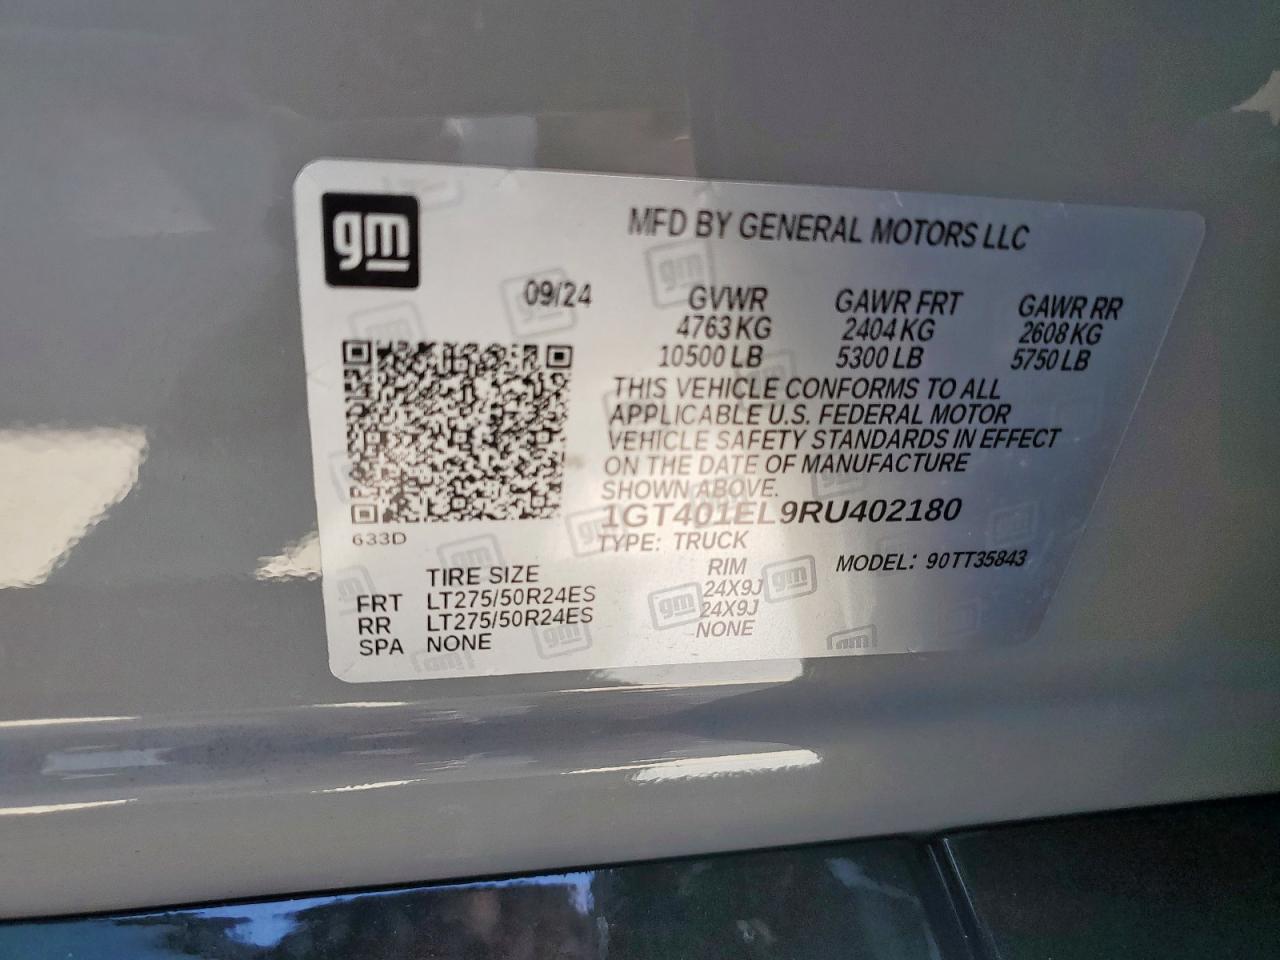 gm
MFD BY GENERAL MOTORS LLC
09/24
GVWR GAWR FRT GAWR RR
4763 KG 2404 KG 2608 KG
10500 LB 5300 LB 5750 LB
THIS VEHICLE CONFORMS TO ALL
APPLICABLE U.S. FEDERAL MOTOR
VEHICLE SAFETY STANDARDS IN EFFECT
ON THE DATE OF MANUFACTURE
SHOWN ABOVE.
1GT401EL9RU402180
633D
TYPE: TRUCK
MODEL: 90TT35843
TIRE SIZE RIM
FRT LT275/50R24ES 24X9J
RR LT275/50R24ES 24X9J
SPA NONE NONE